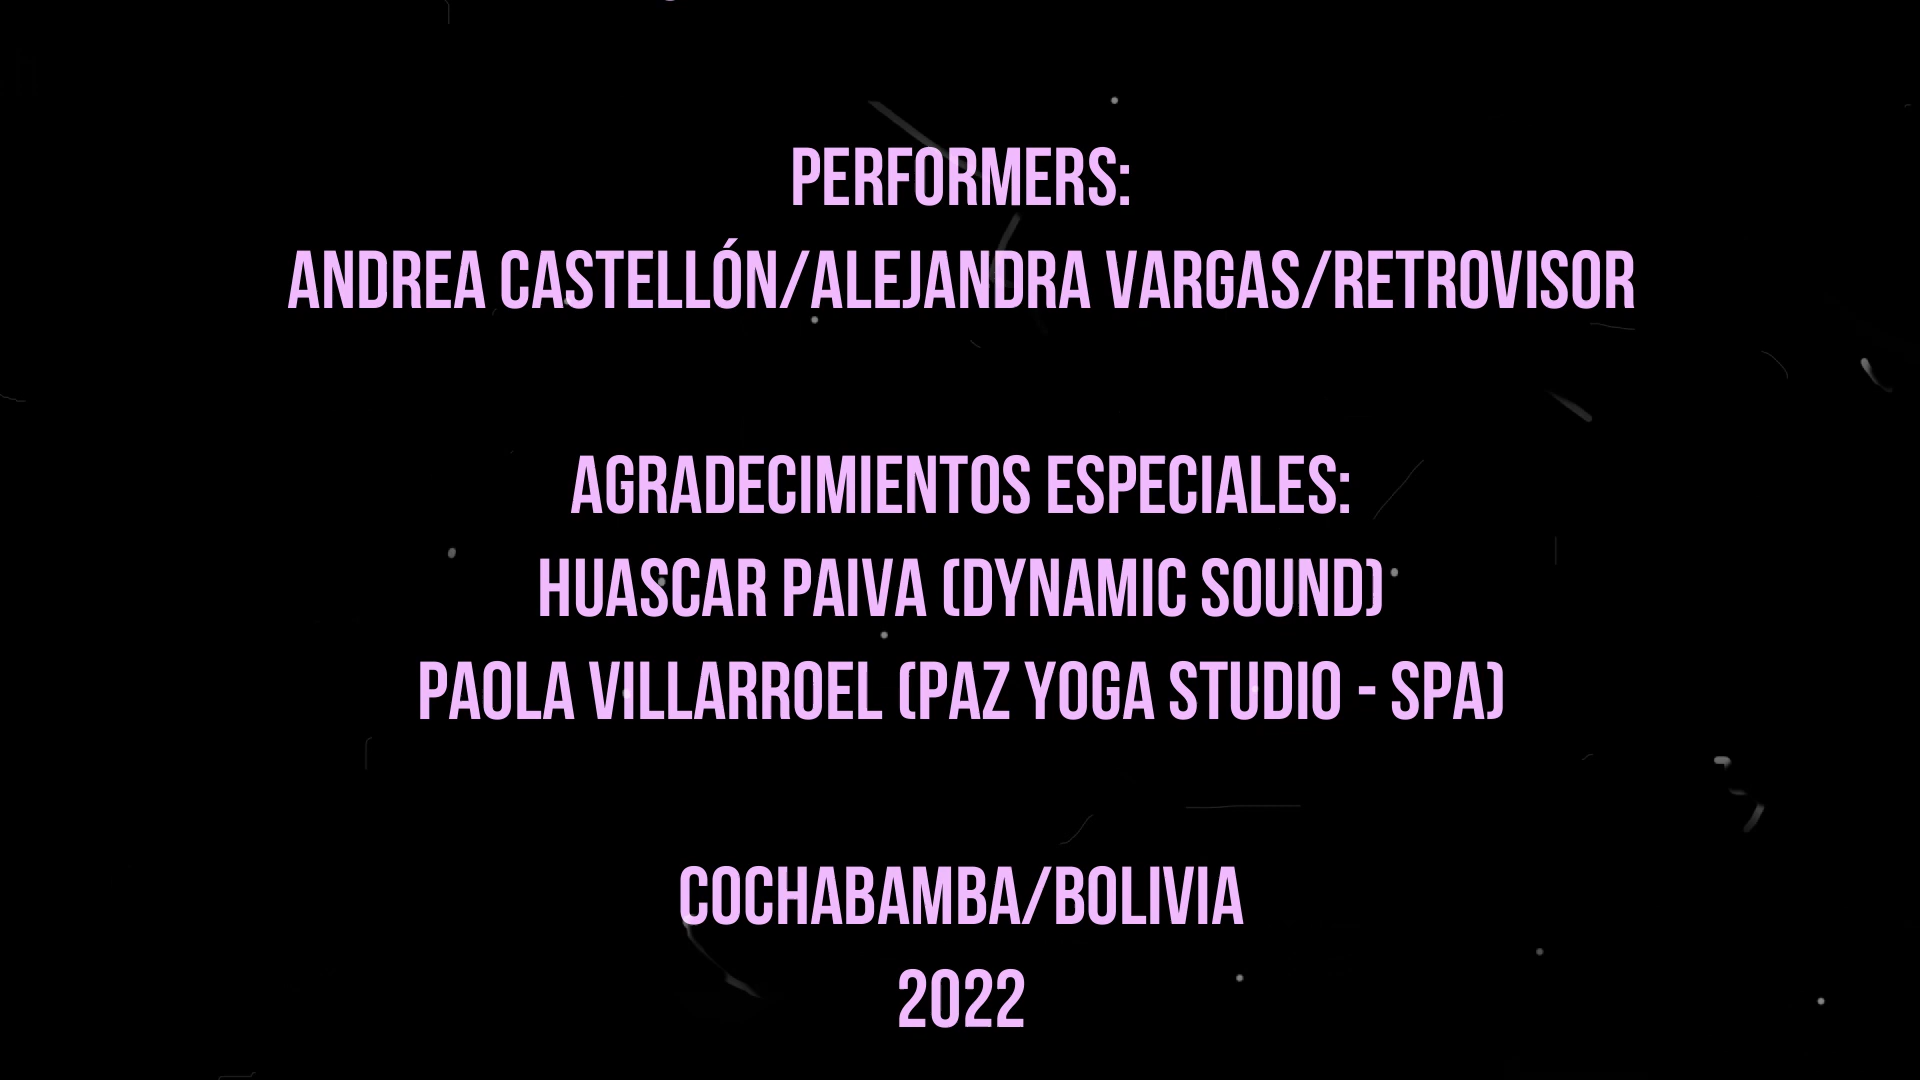 PERFORMERS:
ANDREA CASTELLÓN/ALEJANDRA VARGAS/RETROVISOR
AGRADECIMIENTOS ESPECIALES:
HUASCAR PAIVA (DYNAMIC SOUND)
PAOLA VILLARROEL (PAZ YOGA STUDIO - SPA)
COCHABAMBA/BOLIVIA
2022